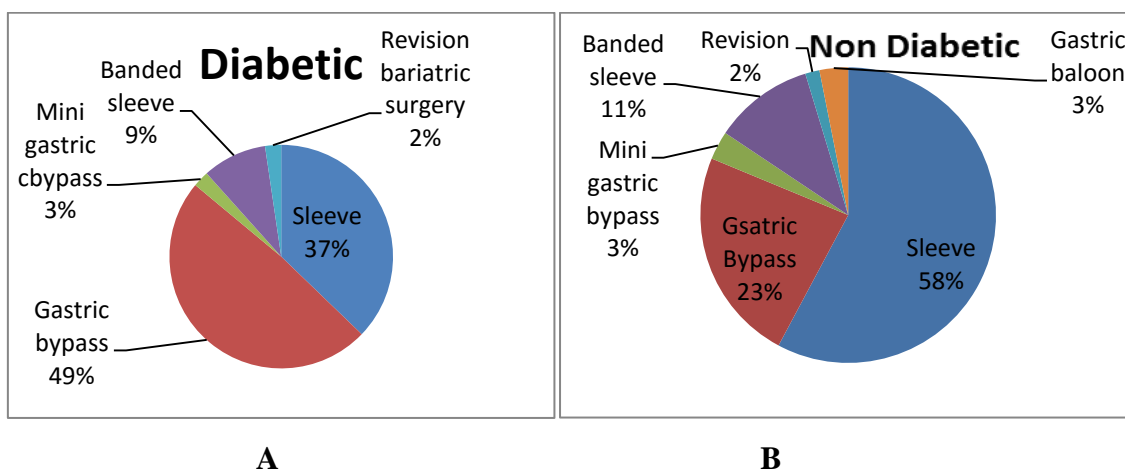 Diabetic
Revision
bariatric
surgery
2%
Banded
sleeve
9%
Mini
gastric
cbypass
3%
Sleeve
37%
Gastric
bypass
49%
A
Non Diabetic
Gastric
baloon
3%
Revision
2%
Banded
sleeve
11%
Mini
gastric
bypass
3%
Gsatric
Bypass
23%
Sleeve
58%
B